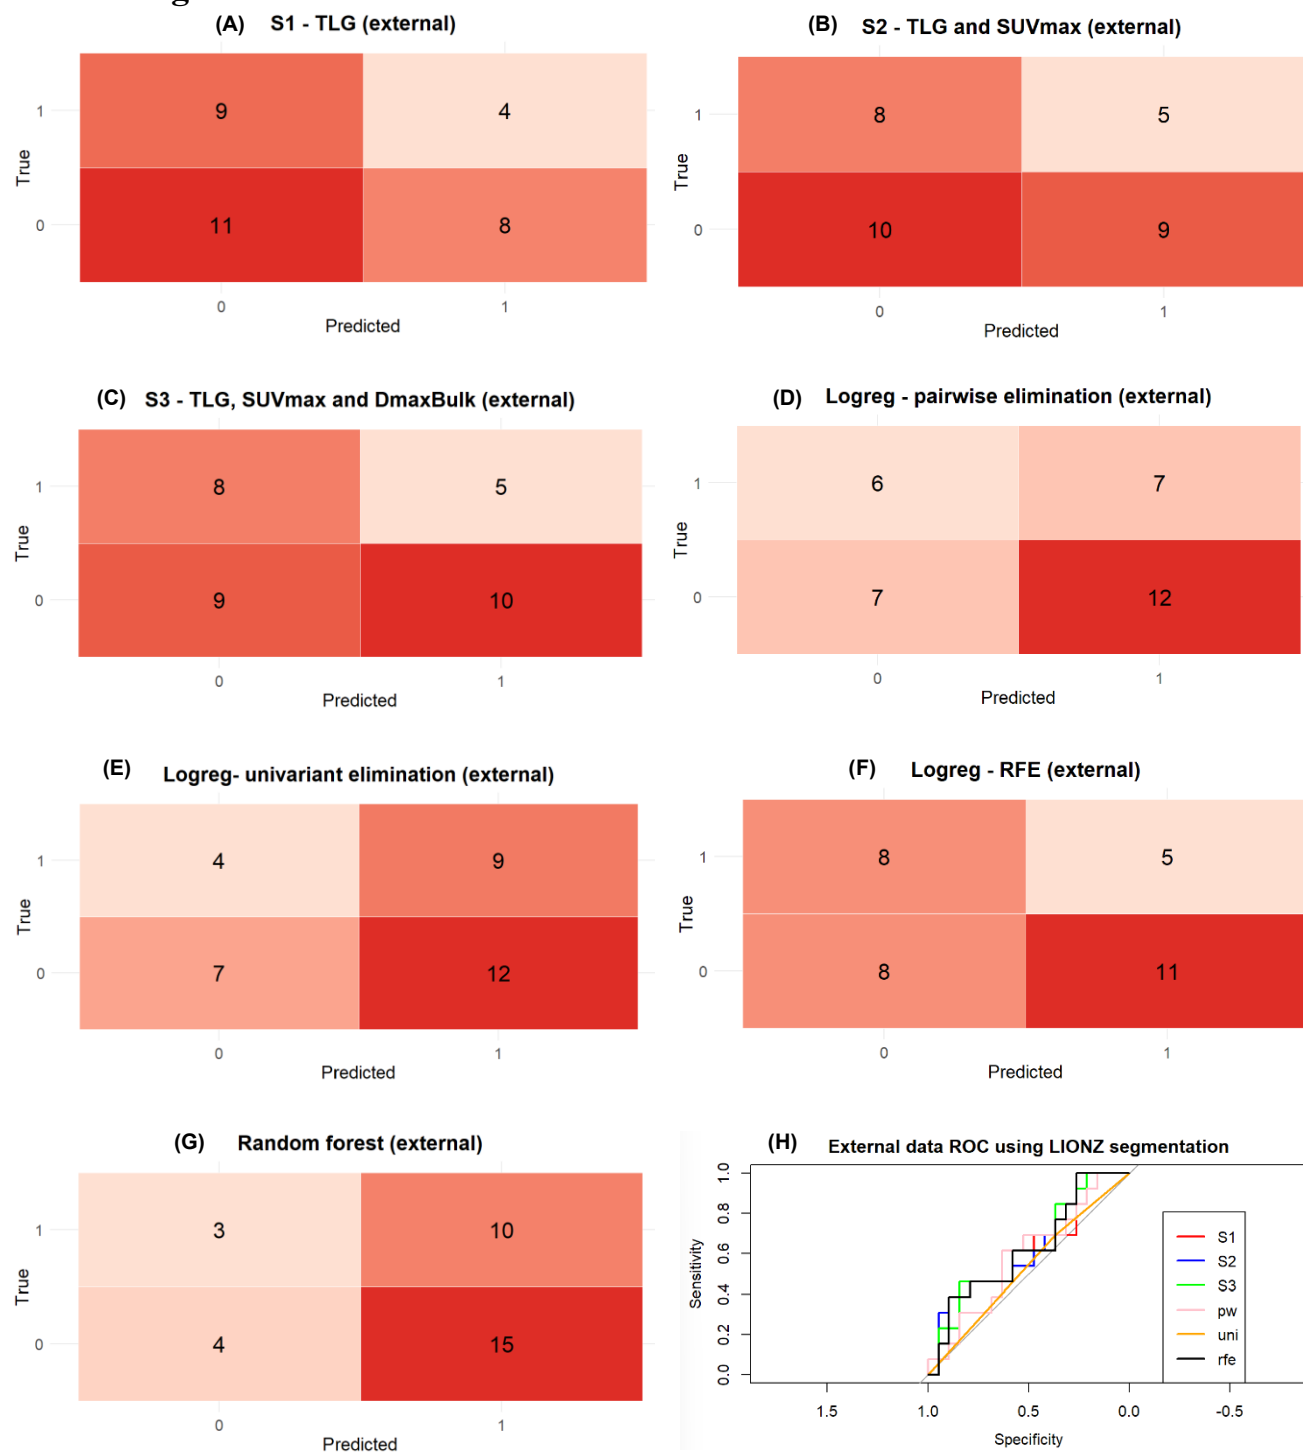 (A) S1 - TLG (external)
1
9
4
True
0
11
8
0
1
Predicted
(B) S2 - TLG and SUVmax (external)
1
8
5
True
0
10
9
0
1
Predicted
(C) S3 - TLG, SUVmax and DmaxBulk (external)
1
8
5
True
0
9
10
0
1
Predicted
(D) Logreg - pairwise elimination (external)
1
6
7
True
0
7
12
0
1
Predicted
(E) Logreg- univariant elimination (external)
1
4
9
True
0
7
12
0
1
Predicted
(F) Logreg - RFE (external)
1
8
5
True
0
8
11
0
1
Predicted
(G) Random forest (external)
1
3
10
True
0
4
15
0
1
Predicted
(H) External data ROC using LIONZ segmentation
1.0
0.8
0.6
0.4
0.2
0.0
Sensitivity
S1
S2
S3
pw
uni
rfe
1.5
1.0
0.5
0.0
-0.5
Specificity